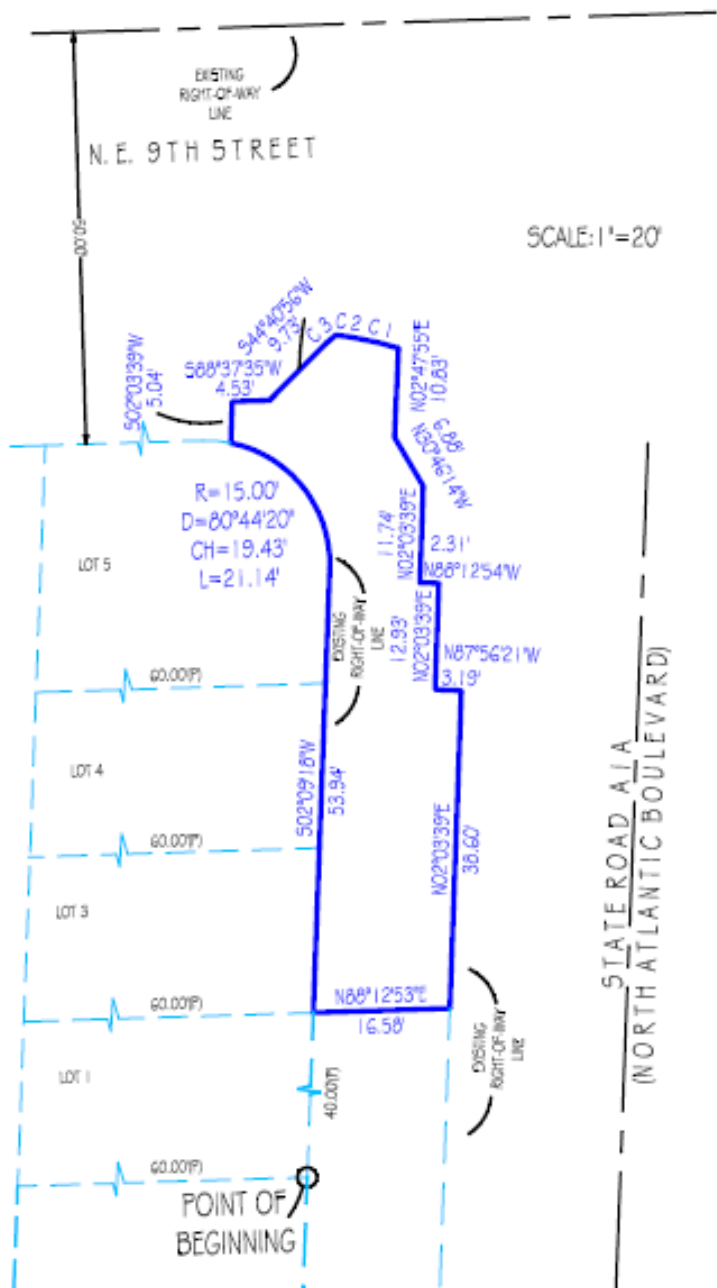 EXISTING
RIGHT-OF-WAY
LINE
N.E. 9TH STREET
50.00'
SCALE: 1"=20'
S44°40'56"W
9.73'
C3 C2 C1
S88°37'35"W
4.53'
S02°03'39"W
5.04'
N02°47'55"E
10.83'
N30°46'14"W
6.88'
R=15.00'
D=80°44'20"
CH=19.43'
L=21.14'
11.74'
N02°03'39"E
2.31'
N88°12'54"W
LOT 5
EXISTING
RIGHT-OF-WAY
LINE
12.93'
N02°03'39"E
N87°56'21"W
3.19'
60.00'(P)
LOT 4
S02°09'18"W
53.94'
N02°03'39"E
38.60'
STATE ROAD A1A
(NORTH ATLANTIC BOULEVARD)
60.00'(P)
LOT 3
N88°12'53"E
16.58'
60.00'(P)
EXISTING
RIGHT-OF-WAY
LINE
LOT 1
40.00'(P)
60.00'(P)
POINT OF
BEGINNING